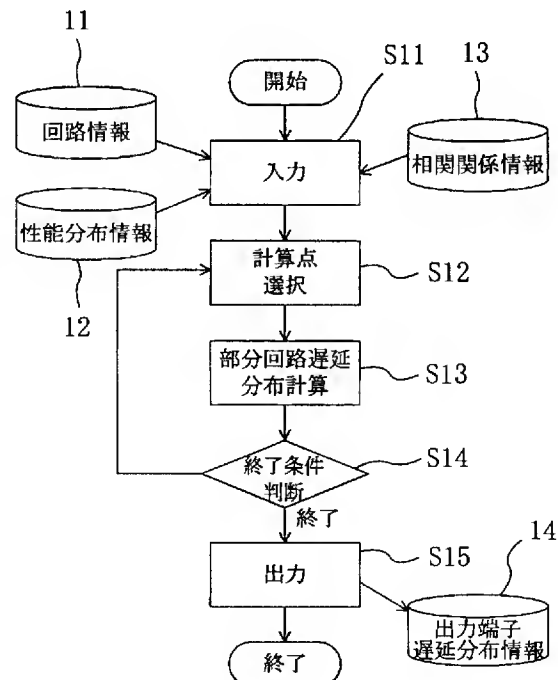 11
開始
S11
13
回路情報
入力
相関関係情報
性能分布情報
12
計算点
選択
S12
部分回路遅延
分布計算
S13
終了条件
判断
S14
終了
出力
S15
14
出力端子
遅延分布情報
終了